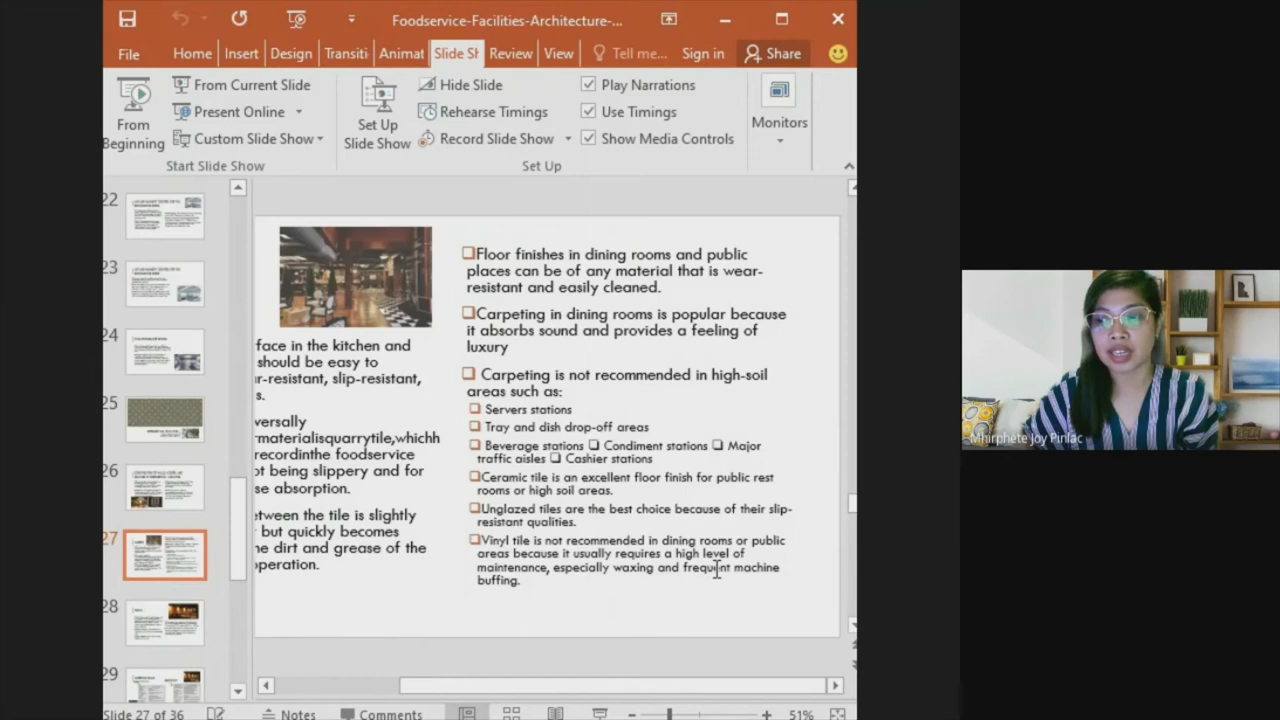 Foodservice-Facilities-Architecture-...
File Home Insert Design Transiti Animat Slide Sh Review View Tell me... Sign in Share
From Beginning
From Current Slide
Present Online
Custom Slide Show
Start Slide Show
Set Up Slide Show
Hide Slide
Rehearse Timings
Record Slide Show
Play Narrations
Use Timings
Show Media Controls
Set Up
Monitors
22
23
24
25
26
27
28
29
face in the kitchen and
should be easy to
r-resistant, slip-resistant,
s.
versally
rmaterialisquarrytile,whichh
recordinthe foodservice
ot being slippery and for
se absorption.
etween the tile is slightly
but quickly becomes
he dirt and grease of the
operation.
❑Floor finishes in dining rooms and public
places can be of any material that is wear-
resistant and easily cleaned.
❑Carpeting in dining rooms is popular because
it absorbs sound and provides a feeling of
luxury
❑ Carpeting is not recommended in high-soil
areas such as:
❑ Servers stations
❑ Tray and dish drop-off areas
❑ Beverage stations ❑ Condiment stations ❑ Major
traffic aisles ❑ Cashier stations
❑Ceramic tile is an excellent floor finish for public rest
rooms or high soil areas.
❑Unglazed tiles are the best choice because of their slip-
resistant qualities.
❑Vinyl tile is not recommended in dining rooms or public
areas because it usually requires a high level of
maintenance, especially waxing and frequent machine
buffing.
Slide 27 of 36 Notes Comments 51%
Mhirphete Joy Pinlac